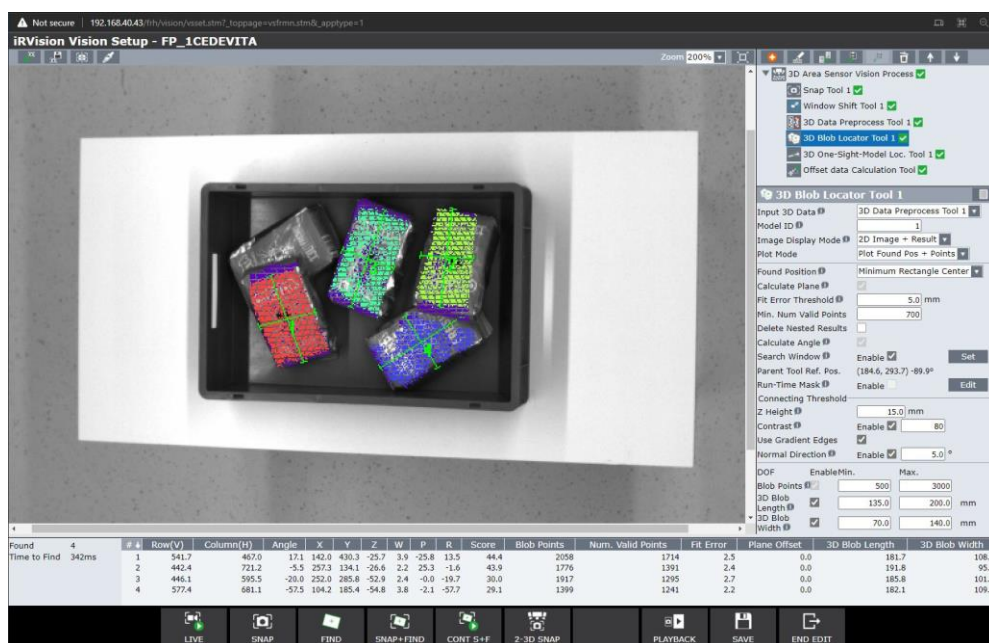 Not secure | 192.168.40.43/frh/vision/vsset.stm?_toppage=vsfrmn.stm&_apptype=1
iRVision Vision Setup - FP_1CEDEVITA
Zoom 200%
3D Area Sensor Vision Process
Snap Tool 1
Window Shift Tool 1
3D Data Preprocess Tool 1
3D Blob Locator Tool 1
3D One-Sight-Model Loc. Tool 1
Offset data Calculation Tool
3D Blob Locator Tool 1
Input 3D Data 3D Data Preprocess Tool 1
Model ID 1
Image Display Mode 2D Image + Result
Plot Mode Plot Found Pos + Points
Found Position Minimum Rectangle Center
Calculate Plane
Fit Error Threshold 5.0 mm
Min. Num Valid Points 700
Delete Nested Results
Calculate Angle
Search Window Enable Set
Parent Tool Ref. Pos. (184.6, 293.7) -89.9°
Run-Time Mask Enable Edit
Connecting Threshold
Z Height 15.0 mm
Contrast Enable 80
Use Gradient Edges
Normal Direction Enable 5.0 °
DOF Enable Min. Max.
Blob Points 500 3000
3D Blob Length 135.0 200.0 mm
3D Blob Width 70.0 140.0 mm
Found 4
Time to Find 342ms
# Row(V) Column(H) Angle X Y Z W P R Score Blob Points Num. Valid Points Fit Error Plane Offset 3D Blob Length 3D Blob Width
1 541.7 467.0 17.1 142.0 430.3 -25.7 3.9 -25.8 13.5 44.4 2058 1714 2.5 0.0 181.7 108.
2 442.4 721.2 -5.5 257.3 134.1 -26.6 2.2 25.3 -1.6 43.9 1776 1391 2.4 0.0 191.8 95.
3 446.1 595.5 -20.0 252.0 285.8 -52.9 2.4 -0.0 -19.7 30.0 1917 1295 2.7 0.0 185.8 101.
4 577.4 681.1 -57.5 104.2 185.4 -54.8 3.8 -2.1 -57.7 29.1 1399 1241 2.2 0.0 182.1 109.
LIVE SNAP FIND SNAP+FIND CONT S+F 2-3D SNAP PLAYBACK SAVE END EDIT